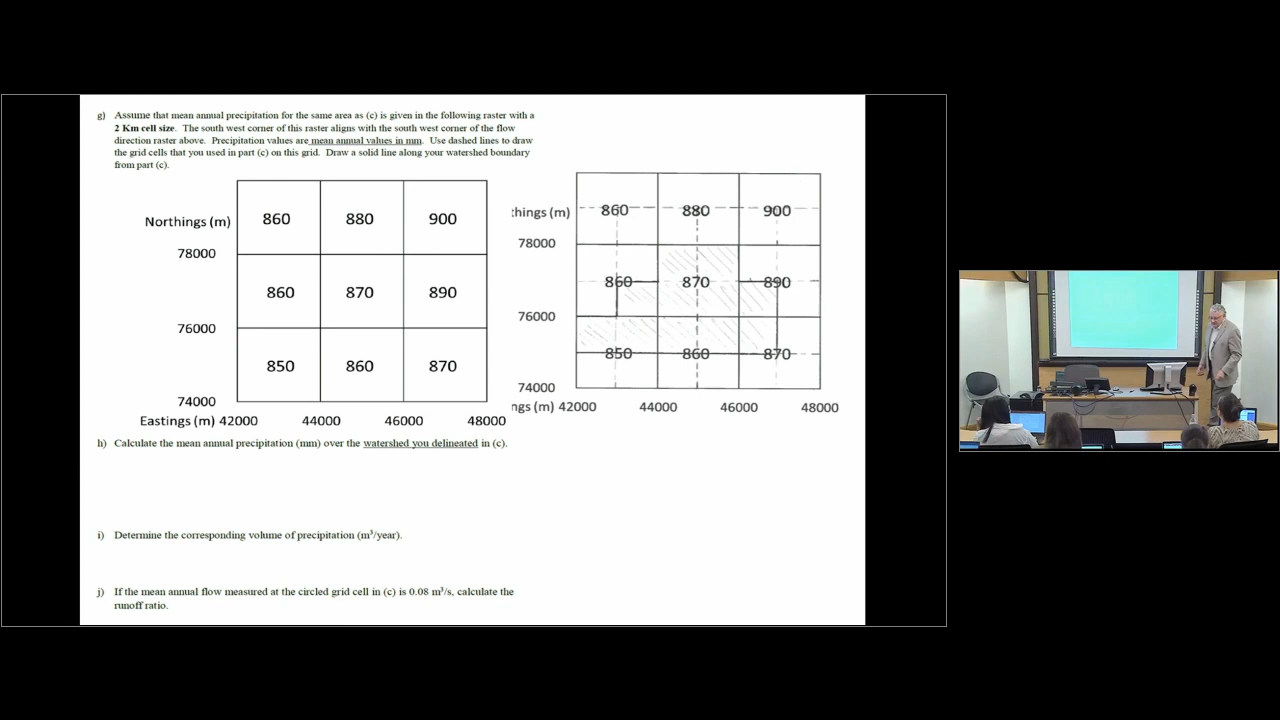 g) Assume that mean annual precipitation for the same area as (c) is given in the following raster with a
2 Km cell size. The south west corner of this raster aligns with the south west corner of the flow
direction raster above. Precipitation values are mean annual values in mm. Use dashed lines to draw
the grid cells that you used in part (c) on this grid. Draw a solid line along your watershed boundary
from part (c).
Northings (m)
860 880 900
78000
860 870 890
76000
850 860 870
74000
Eastings (m) 42000 44000 46000 48000
things (m)
860 880 900
78000
860 870 890
76000
850 860 870
74000
ngs (m) 42000 44000 46000 48000
h) Calculate the mean annual precipitation (mm) over the watershed you delineated in (c).
i) Determine the corresponding volume of precipitation (m³/year).
j) If the mean annual flow measured at the circled grid cell in (c) is 0.08 m³/s, calculate the
runoff ratio.